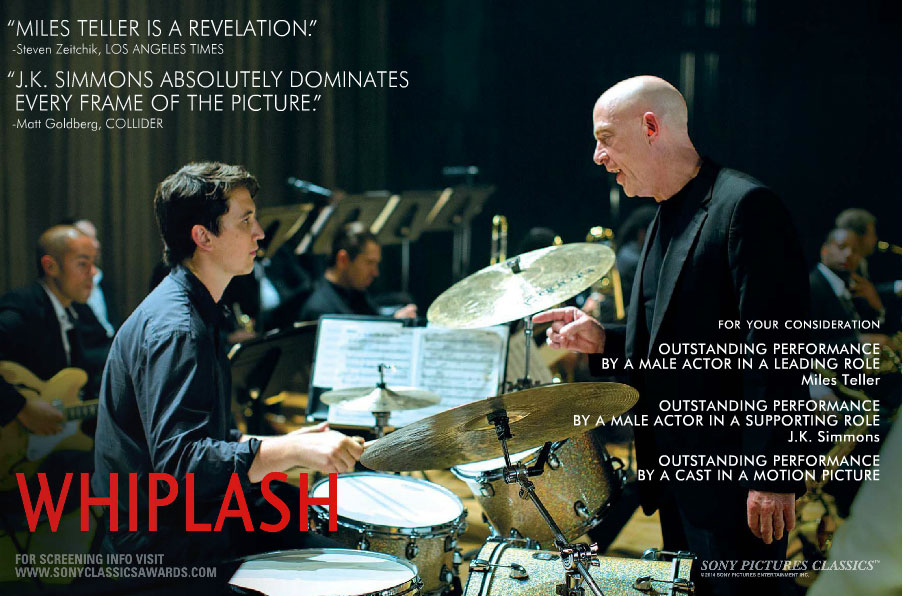 “MILES TELLER IS A REVELATION.”
-Steven Zeitchik, LOS ANGELES TIMES
“J.K. SIMMONS ABSOLUTELY DOMINATES
EVERY FRAME OF THE PICTURE.”
-Matt Goldberg, COLLIDER
FOR YOUR CONSIDERATION
OUTSTANDING PERFORMANCE
BY A MALE ACTOR IN A LEADING ROLE
Miles Teller
OUTSTANDING PERFORMANCE
BY A MALE ACTOR IN A SUPPORTING ROLE
J.K. Simmons
OUTSTANDING PERFORMANCE
BY A CAST IN A MOTION PICTURE
WHIPLASH
FOR SCREENING INFO VISIT
WWW.SONYCLASSICSAWARDS.COM
SONY PICTURES CLASSICS™
©2014 SONY PICTURES ENTERTAINMENT INC.